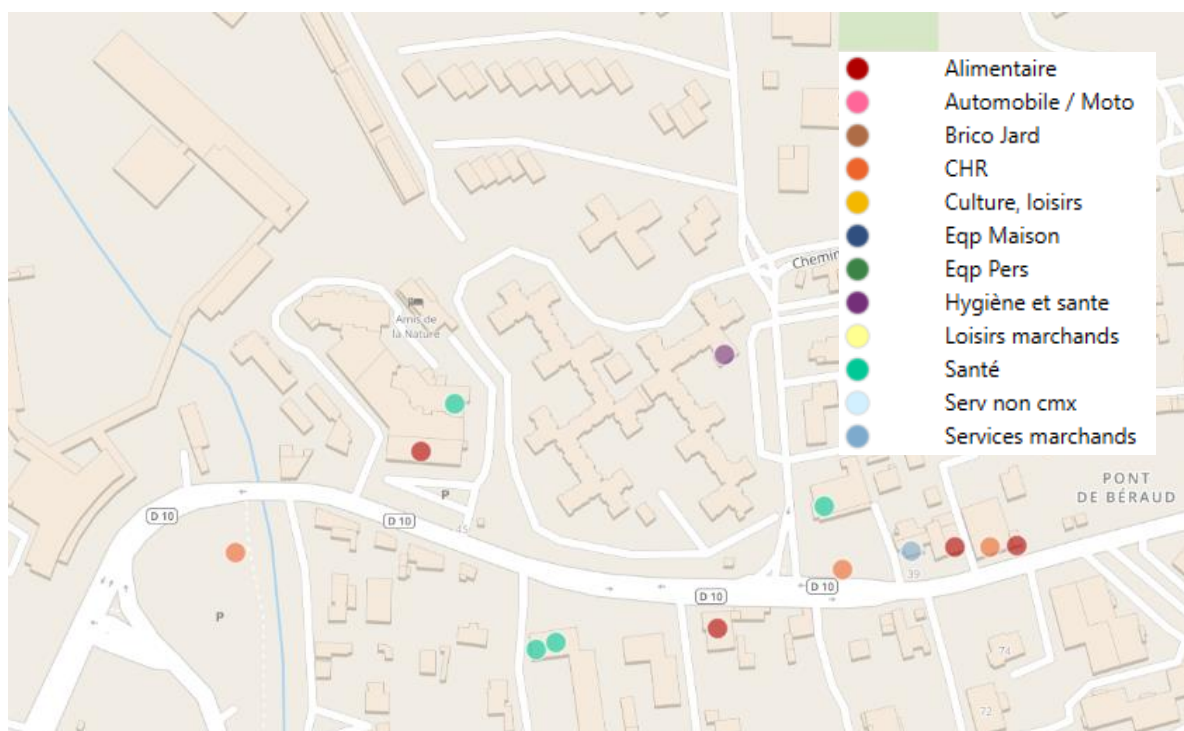 Alimentaire
Automobile / Moto
Brico Jard
CHR
Culture, loisirs
Eqp Maison
Eqp Pers
Hygiène et sante
Loisirs marchands
Santé
Serv non cmx
Services marchands
Chemin
Amis de
la Nature
PONT
DE BÉRAUD
P
D 10
D 10
45
D 10
D 10
39
P
74
72